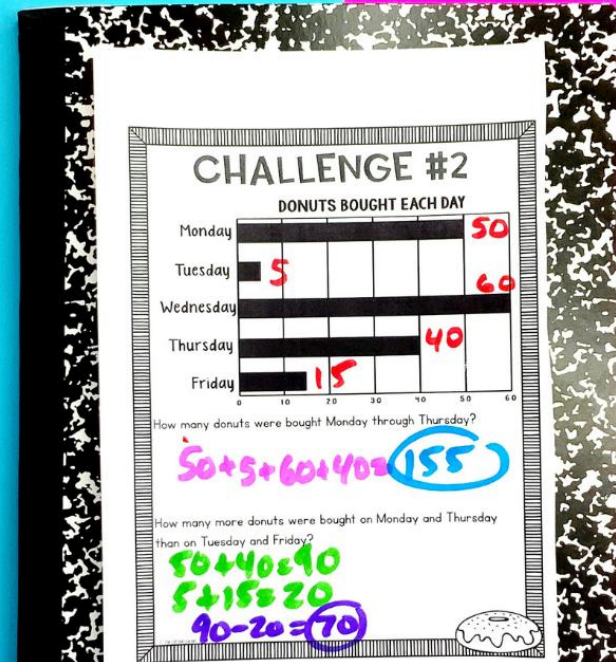 CHALLENGE #2
DONUTS BOUGHT EACH DAY
Monday 50
Tuesday 5
Wednesday 60
Thursday 40
Friday 15
0 10 20 30 40 50 60
How many donuts were bought Monday through Thursday?
50+5+60+40=155
How many more donuts were bought on Monday and Thursday
than on Tuesday and Friday?
50+40=90
5+15=20
90-20=70